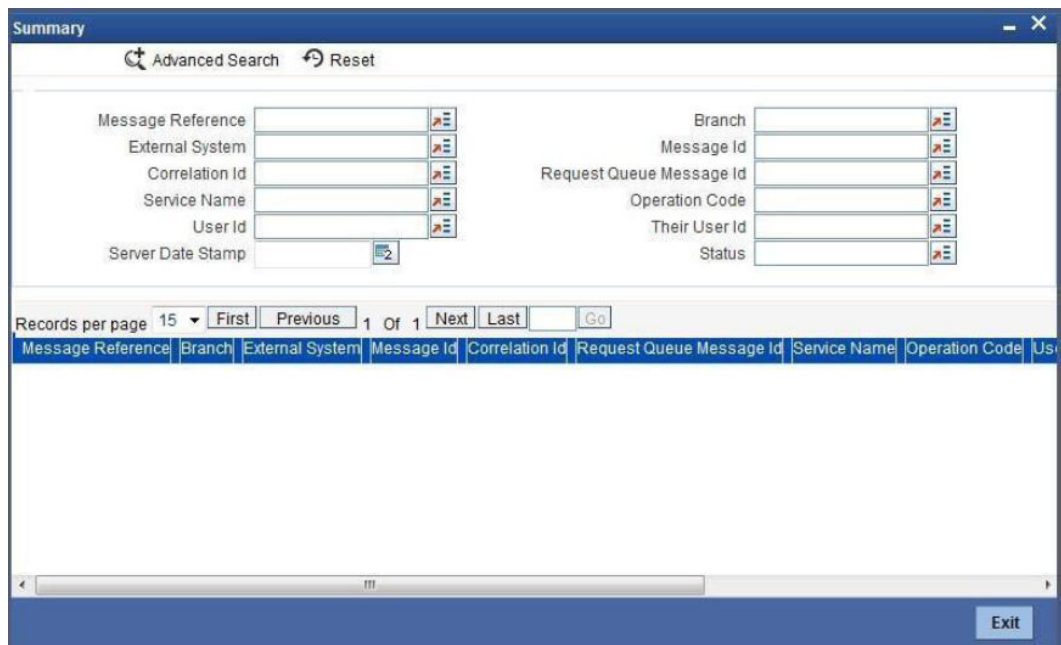 Summary
Advanced Search Reset
Message Reference Branch
External System Message Id
Correlation Id Request Queue Message Id
Service Name Operation Code
User Id Their User Id
Server Date Stamp 2 Status
Records per page 15 First Previous 1 Of 1 Next Last Go
Message Reference Branch External System Message Id Correlation Id Request Queue Message Id Service Name Operation Code Use
Exit